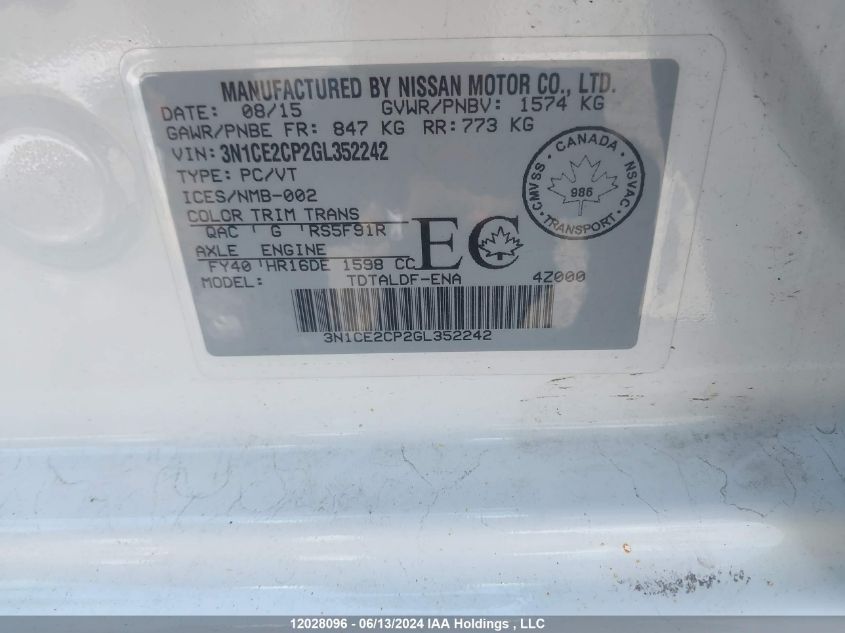 MANUFACTURED BY NISSAN MOTOR CO., LTD.
DATE: 08/15 GVWR/PNBV: 1574 KG
GAWR/PNBE FR: 847 KG RR: 773 KG
VIN: 3N1CE2CP2GL352242
TYPE: PC/VT
ICES/NMB-002
COLOR TRIM TRANS
QAC G RS5F91R
AXLE ENGINE
FY40 HR16DE 1598 CC
MODEL: TDTALDF-ENA 4Z000
EC
CANADA
CMVSS 986 NSVAC
TRANSPORT
3N1CE2CP2GL352242
12028096 - 06/13/2024 IAA Holdings, LLC